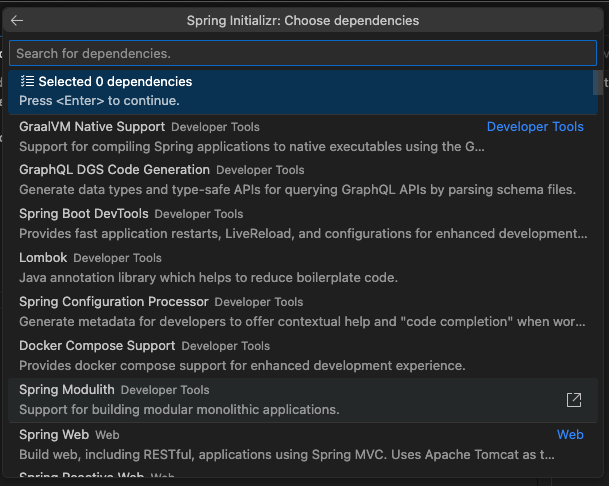 Spring Initializr: Choose dependencies
Search for dependencies.
Selected 0 dependencies
Press <Enter> to continue.
GraalVM Native Support Developer Tools Developer Tools
Support for compiling Spring applications to native executables using the G...
GraphQL DGS Code Generation Developer Tools
Generate data types and type-safe APIs for querying GraphQL APIs by parsing schema files.
Spring Boot DevTools Developer Tools
Provides fast application restarts, LiveReload, and configurations for enhanced development...
Lombok Developer Tools
Java annotation library which helps to reduce boilerplate code.
Spring Configuration Processor Developer Tools
Generate metadata for developers to offer contextual help and "code completion" when wor...
Docker Compose Support Developer Tools
Provides docker compose support for enhanced development experience.
Spring Modulith Developer Tools
Support for building modular monolithic applications.
Spring Web Web Web
Build web, including RESTful, applications using Spring MVC. Uses Apache Tomcat as t...
Spring Reactive Web Web